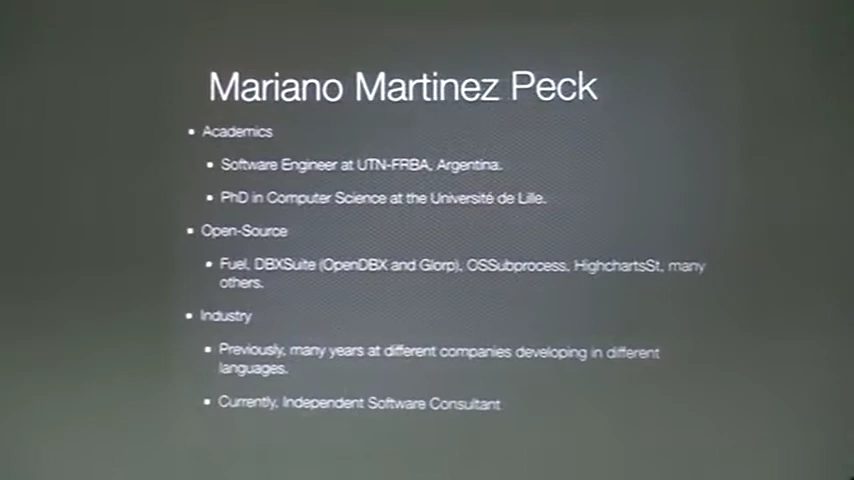 Mariano Martinez Peck
• Academics
• Software Engineer at UTN-FRBA, Argentina.
• PhD in Computer Science at the Université de Lille.
• Open-Source
• Fuel, DBXSuite (OpenDBX and Glorp), OSSubprocess, HighchartsSt, many
others.
• Industry
• Previously, many years at different companies developing in different
languages.
• Currently, Independent Software Consultant